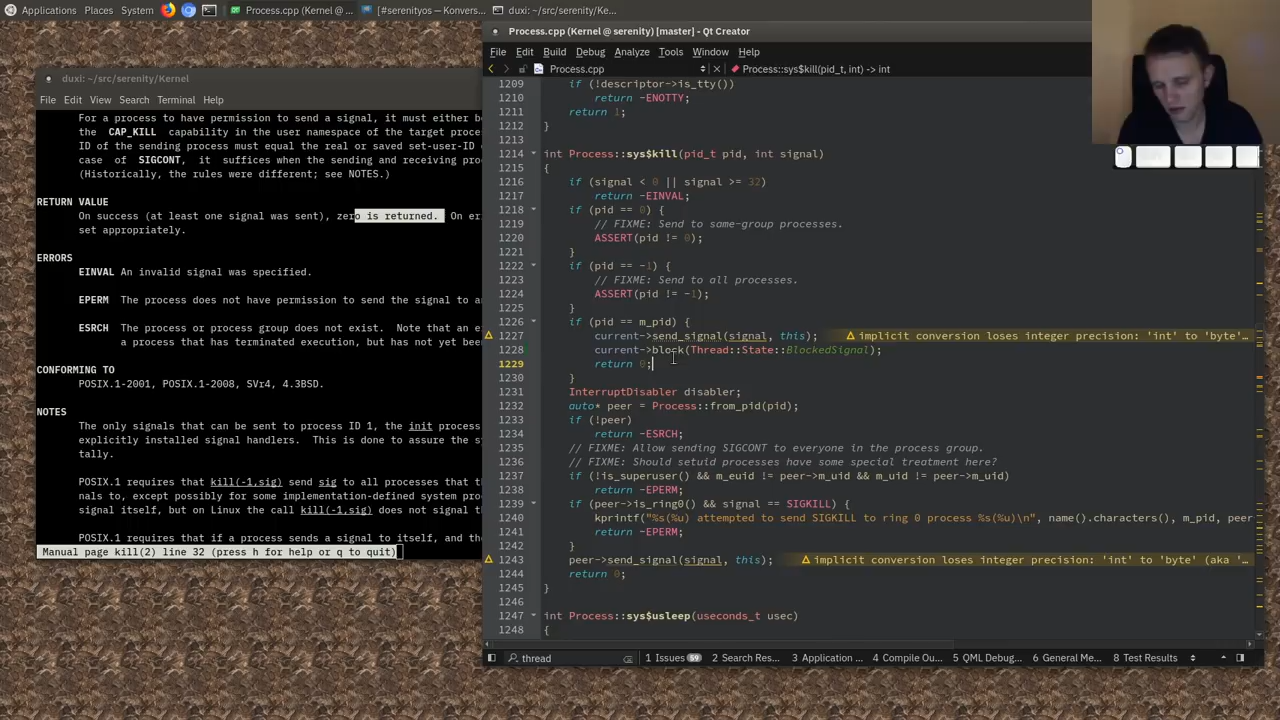 Applications Places System Process.cpp (Kernel ... [#serenityos – Konvers... duxi: ~/src/serenity/Ke...
duxi: ~/src/serenity/Kernel
File Edit View Search Terminal Help
For a process to have permission to send a signal, it must either b
the CAP_KILL capability in the user namespace of the target proces
ID of the sending process must equal the real or saved set-user-ID
case of SIGCONT, it suffices when the sending and receiving pro
(Historically, the rules were different; see NOTES.)
RETURN VALUE
On success (at least one signal was sent), zero is returned. On er
set appropriately.
ERRORS
EINVAL An invalid signal was specified.
EPERM The process does not have permission to send the signal to a
ESRCH The process or process group does not exist. Note that an e
a process that has terminated execution, but has not yet bee
CONFORMING TO
POSIX.1-2001, POSIX.1-2008, SVr4, 4.3BSD.
NOTES
The only signals that can be sent to process ID 1, the init proces
explicitly installed signal handlers. This is done to assure the s
tally.
POSIX.1 requires that kill(-1,sig) send sig to all processes that t
nals to, except possibly for some implementation-defined system pro
signal itself, but on Linux the call kill(-1,sig) does not signal t
POSIX.1 requires that if a process sends a signal to itself, and th
Manual page kill(2) line 32 (press h for help or q to quit)
Process.cpp (Kernel @ serenity) [master] - Qt Creator
File Edit Build Debug Analyze Tools Window Help
Process.cpp Process::sys$kill(pid_t, int) -> int
1209 if (!descriptor->is_tty())
1210 return -ENOTTY;
1211 return 1;
1212 }
1213
1214 int Process::sys$kill(pid_t pid, int signal)
1215 {
1216 if (signal < 0 || signal >= 32)
1217 return -EINVAL;
1218 if (pid == 0) {
1219 // FIXME: Send to same-group processes.
1220 ASSERT(pid != 0);
1221 }
1222 if (pid == -1) {
1223 // FIXME: Send to all processes.
1224 ASSERT(pid != -1);
1225 }
1226 if (pid == m_pid) {
1227 current->send_signal(signal, this); implicit conversion loses integer precision: 'int' to 'byte'...
1228 current->block(Thread::State::BlockedSignal);
1229 return 0;
1230 }
1231 InterruptDisabler disabler;
1232 auto* peer = Process::from_pid(pid);
1233 if (!peer)
1234 return -ESRCH;
1235 // FIXME: Allow sending SIGCONT to everyone in the process group.
1236 // FIXME: Should setuid processes have some special treatment here?
1237 if (!is_superuser() && m_euid != peer->m_uid && m_uid != peer->m_uid)
1238 return -EPERM;
1239 if (peer->is_ring0() && signal == SIGKILL) {
1240 kprintf("%s(%u) attempted to send SIGKILL to ring 0 process %s(%u)\n", name().characters(), m_pid, peer
1241 return -EPERM;
1242 }
1243 peer->send_signal(signal, this); implicit conversion loses integer precision: 'int' to 'byte' (aka '...
1244 return 0;
1245 }
1246
1247 int Process::sys$usleep(useconds_t usec)
1248 {
thread 1 Issues 59 2 Search Res... 3 Application ... 4 Compile Ou... 5 QML Debug... 6 General Me... 8 Test Results